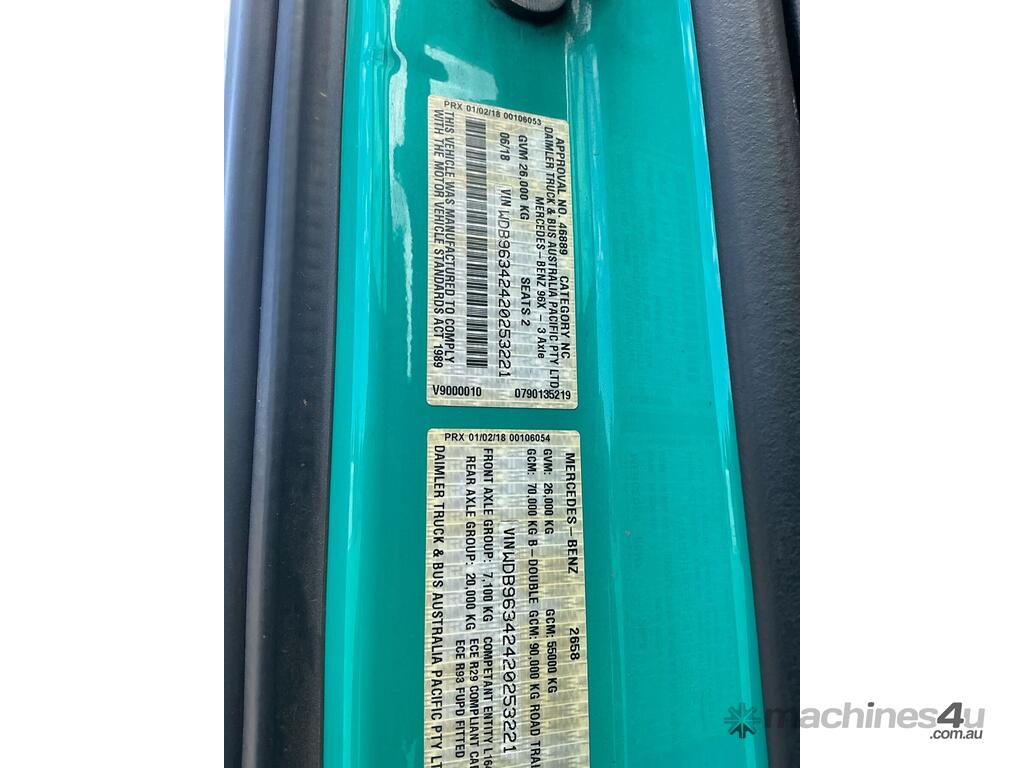 PRX 01/02/18 00106053
APPROVAL NO. 46889 CATEGORY NC
DAIMLER TRUCK & BUS AUSTRALIA PACIFIC PTY LTD
MERCEDES-BENZ 96X - 3 Axle
GVM 26,000 KG SEATS 2
06/18 VIN WDB96342420253221
THIS VEHICLE WAS MANUFACTURED TO COMPLY
WITH THE MOTOR VEHICLE STANDARDS ACT 1989
V9000010 0790135219
PRX 01/02/18 00106054
MERCEDES-BENZ 2658
GVM: 26,000 KG GCM: 55000 KG
GCM: 70,000 KG B-DOUBLE GCM: 90,000 KG ROAD TRAI
VINWDB96342420253221
FRONT AXLE GROUP: 7,100 KG COMPETANT ENTITY L164
REAR AXLE GROUP: 20,000 KG ECE R29 COMPLIANT CA
ECE R93 FUPD FITTED
DAIMLER TRUCK & BUS AUSTRALIA PACIFIC PTY LT
machines4u
.com.au